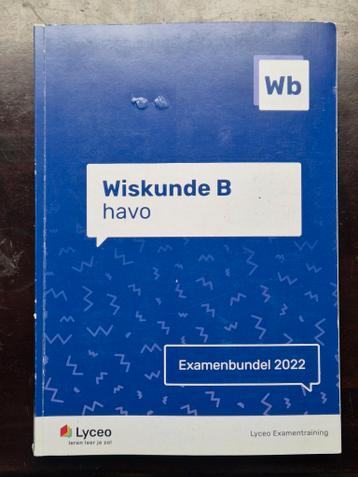 Wb
Wiskunde B
havo
Examenbundel 2022
Lyceo
leren leer je zo!
Lyceo Examentraining